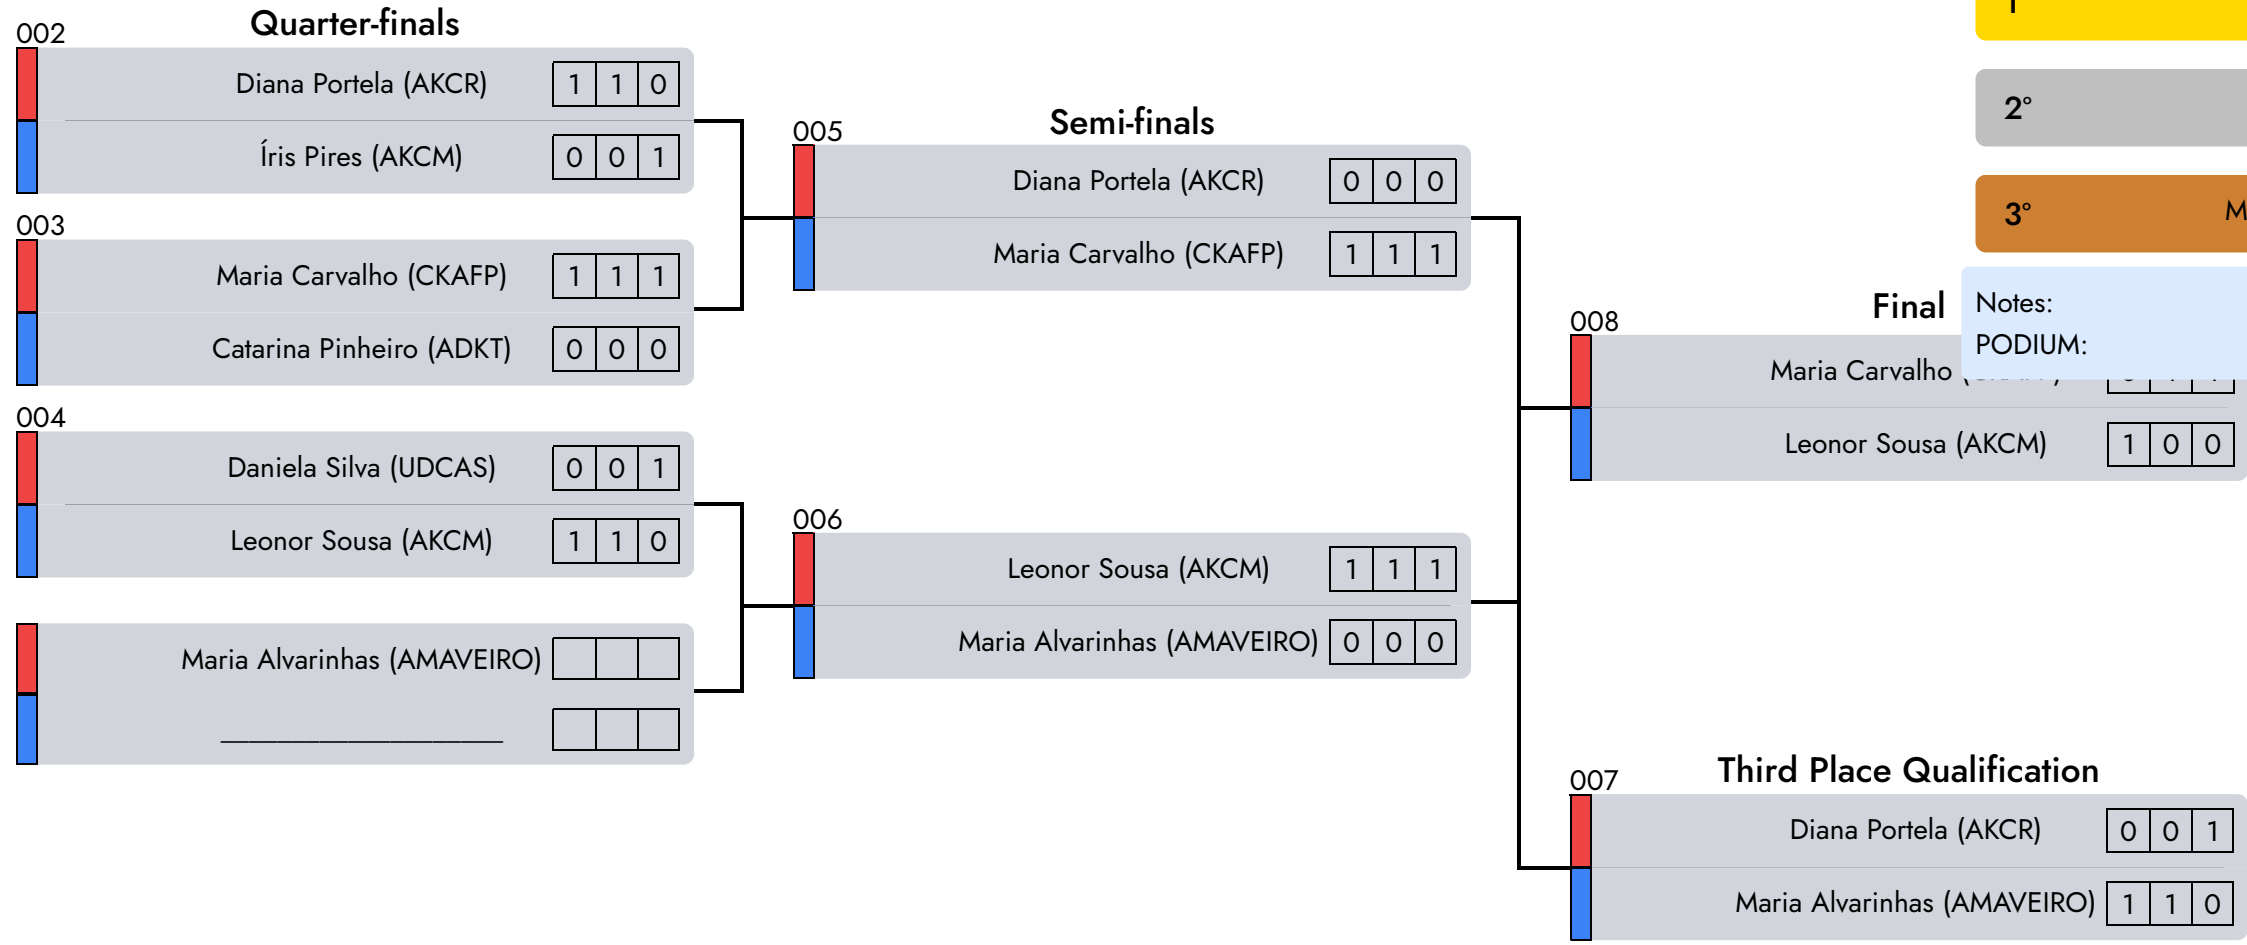 Quarter-finals
002
Diana Portela (AKCR) 1 1 0
Íris Pires (AKCM) 0 0 1
003
Maria Carvalho (CKAFP) 1 1 1
Catarina Pinheiro (ADKT) 0 0 0
004
Daniela Silva (UDCAS) 0 0 1
Leonor Sousa (AKCM) 1 1 0
Maria Alvarinhas (AMAVEIRO)
____________________
Semi-finals
005
Diana Portela (AKCR) 0 0 0
Maria Carvalho (CKAFP) 1 1 1
006
Leonor Sousa (AKCM) 1 1 1
Maria Alvarinhas (AMAVEIRO) 0 0 0
2°
3° M
Notes:
PODIUM:
Final
008
Maria Carvalho
Leonor Sousa (AKCM) 1 0 0
Third Place Qualification
007
Diana Portela (AKCR) 0 0 1
Maria Alvarinhas (AMAVEIRO) 1 1 0